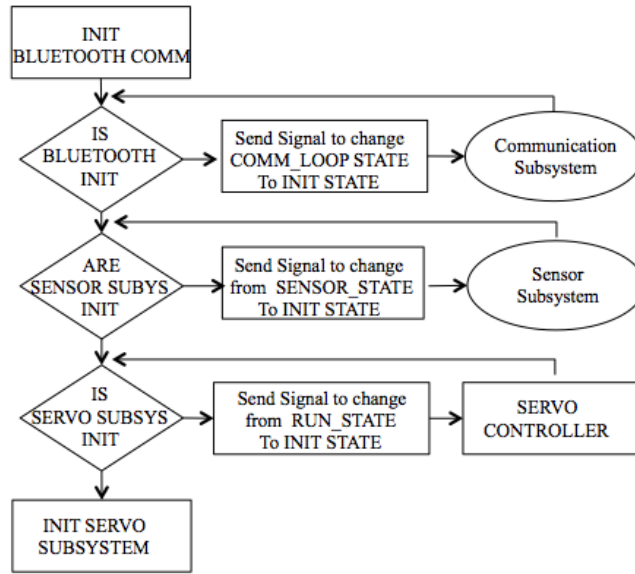 INIT
BLUETOOTH COMM
IS
BLUETOOTH
INIT
Send Signal to change
COMM_LOOP STATE
To INIT STATE
Communication
Subsystem
ARE
SENSOR SUBYS
INIT
Send Signal to change
from SENSOR_STATE
To INIT STATE
Sensor
Subsystem
IS
SERVO SUBSYS
INIT
Send Signal to change
from RUN_STATE
To INIT STATE
SERVO
CONTROLLER
INIT SERVO
SUBSYSTEM